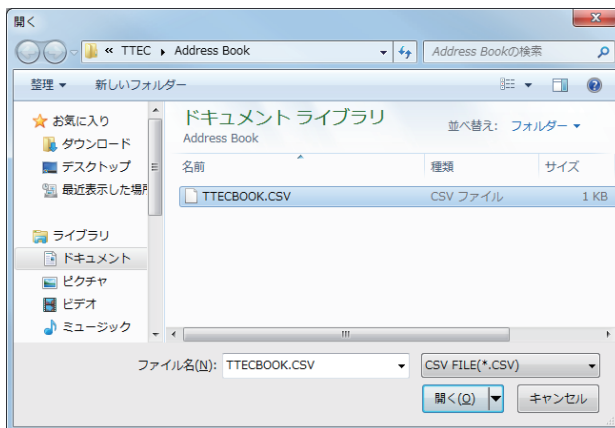 開く
« TTEC ▸ Address Book
Address Bookの検索
整理 ▼ 新しいフォルダー
お気に入り
ダウンロード
デスクトップ
最近表示した場所
ライブラリ
ドキュメント
ピクチャ
ビデオ
ミュージック
ドキュメント ライブラリ
Address Book
並べ替え: フォルダー ▼
名前 種類 サイズ
TTECBOOK.CSV CSV ファイル 1 KB
ファイル名(N): TTECBOOK.CSV
CSV FILE(*.CSV)
開く(O) キャンセル